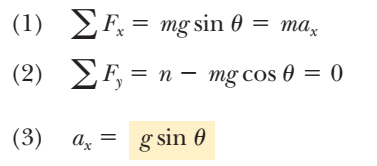 (1) ∑ Fₓ = mg sin θ = maₓ
(2) ∑ F_y = n − mg cos θ = 0
(3) aₓ = g sin θ